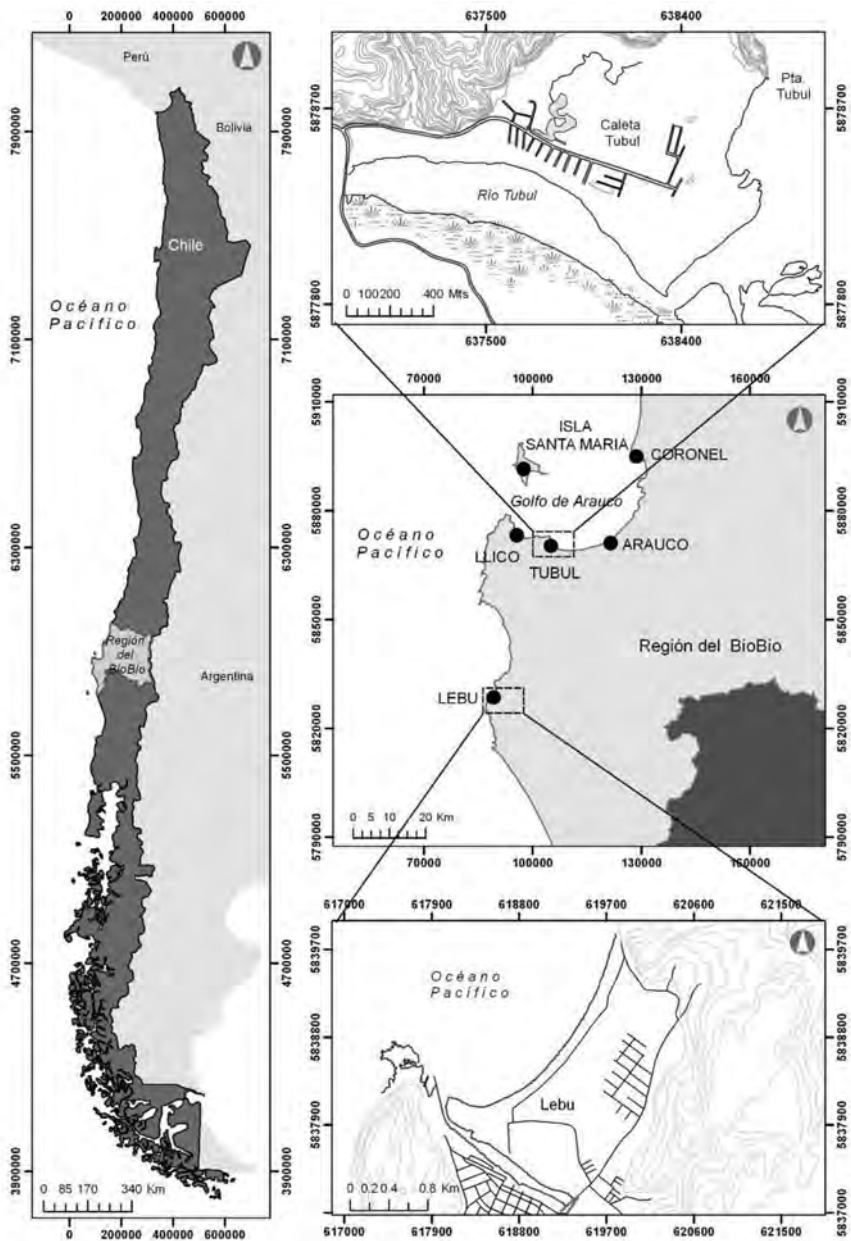 0 200000 400000 600000
Perú
Bolivia
Chile
Océano
Pacífico
Región
del
BioBio
Argentina
0 85 170 340 Km
7900000
7100000
6300000
5500000
4700000
3900000
7900000
7100000
6300000
5500000
4700000
3900000
0 200000 400000 600000
637500 638400
Pta.
Tubul
Caleta
Tubul
Río Tubul
0 100 200 400 Mts
5878700
5877800
5878700
5877800
637500 638400
70000 100000 130000 160000
ISLA
SANTA MARIA
CORONEL
Golfo de Arauco
Océano
Pacífico
LLICO
ARAUCO
TUBUL
Región del BioBio
LEBU
0 5 10 20 Km
5910000
5880000
5850000
5820000
5790000
5910000
5880000
5850000
5820000
5790000
70000 100000 130000 160000
617000 617900 618800 619700 620600 621500
Océano
Pacífico
Lebu
0 0.2 0.4 0.8 Km
5839700
5838800
5837900
5837000
5839700
5838800
5837900
5837000
617000 617900 618800 619700 620600 621500